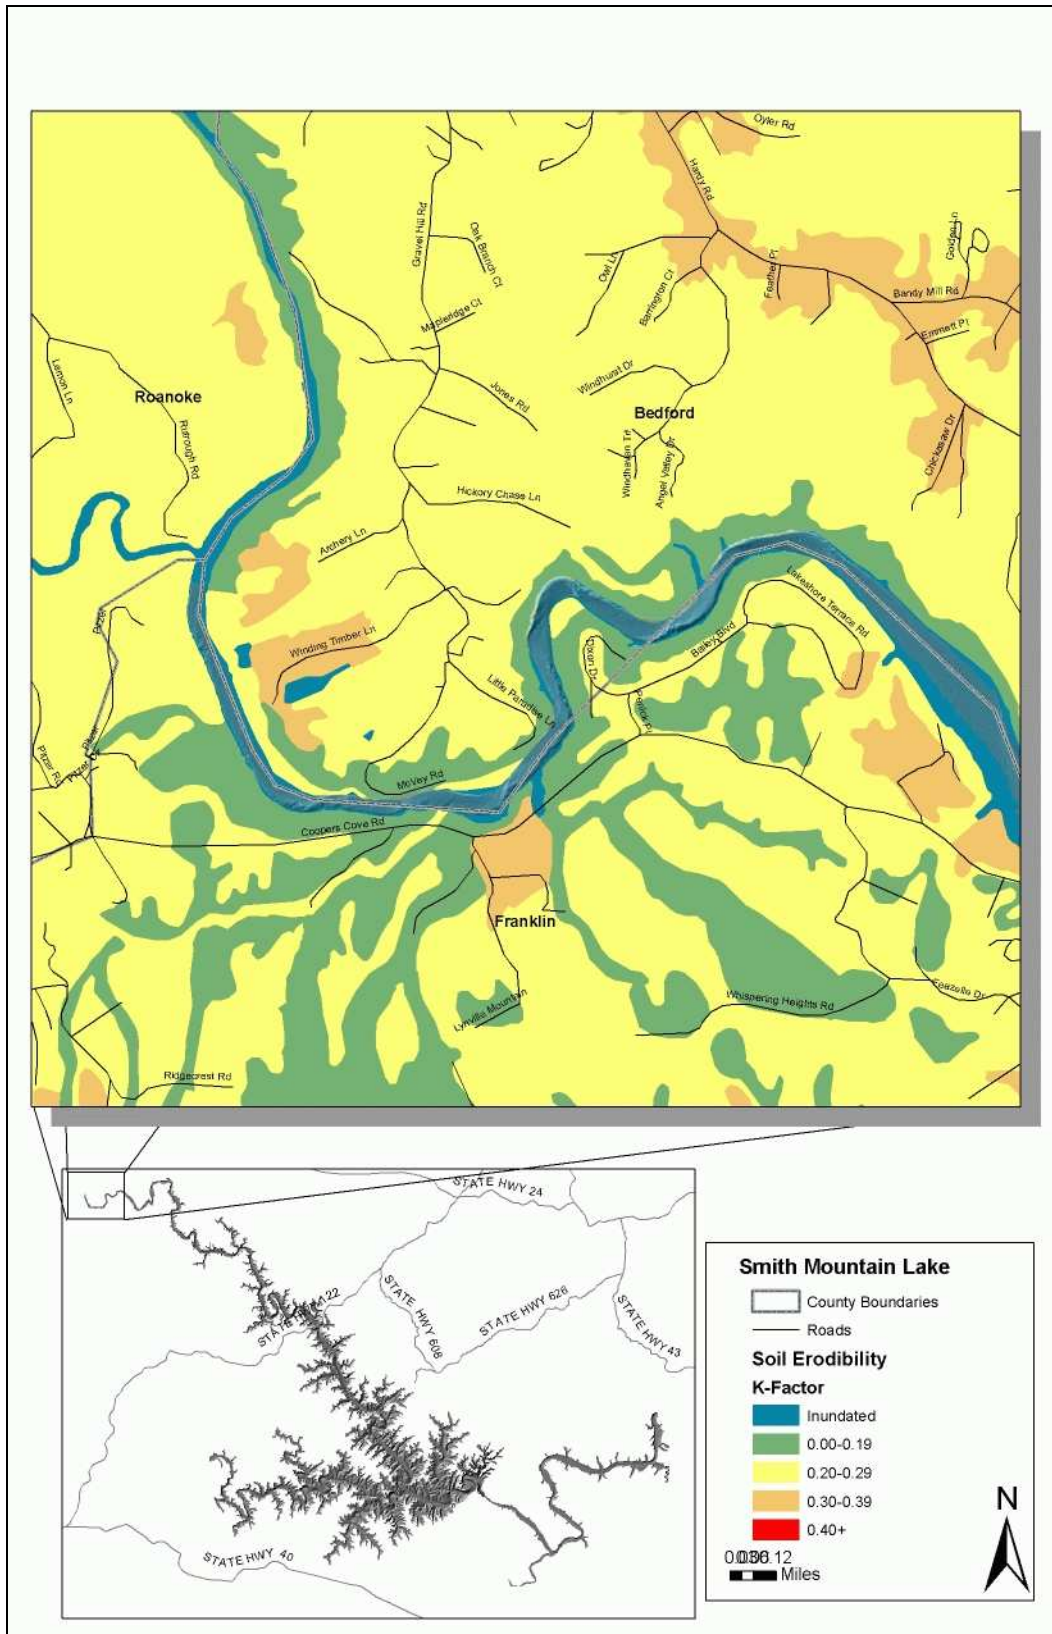 Oyler Rd
Hardy Rd
Gravel Hill Rd
Oak Branch Ct
Golden Ln
Owl Ln
Feather Pt
Barrington Ct
Bandy Mill Rd
Mapleridge Ct
Emmett Pt
Lemon Ln
Windhurst Dr
Jones Rd
Roanoke
Bedford
Rutrough Rd
Chickasaw Dr
Windhaven Trl
Angel Valley Dr
Hickory Chase Ln
Archery Ln
Lakeshore Terrace Rd
Pitzer
Winding Timber Ln
Bailey Blvd
Dixon Dr
Little Paradise Ln
Pitzer
Pitzer Rd
McVey Rd
Coopers Cove Rd
Franklin
Whispering Heights Rd
Feazelle Dr
Lynville Mountain
Ridgecrest Rd
STATE HWY 24
STATE HWY 122
STATE HWY 608
STATE HWY 626
STATE HWY 43
STATE HWY 40
Smith Mountain Lake
County Boundaries
Roads
Soil Erodibility
K-Factor
Inundated
0.00-0.19
0.20-0.29
0.30-0.39
0.40+
N
Miles